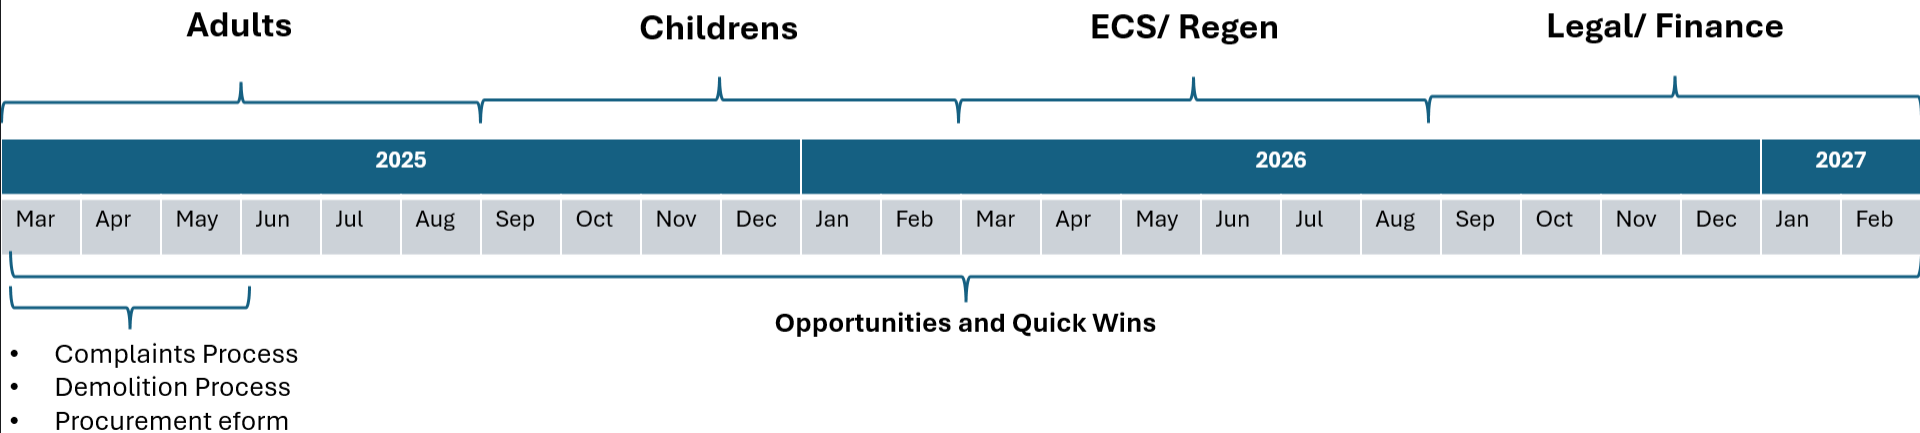 Adults Childrens ECS/ Regen Legal/ Finance
2025 2026 2027
Mar Apr May Jun Jul Aug Sep Oct Nov Dec Jan Feb Mar Apr May Jun Jul Aug Sep Oct Nov Dec Jan Feb
Opportunities and Quick Wins
• Complaints Process
• Demolition Process
• Procurement eform